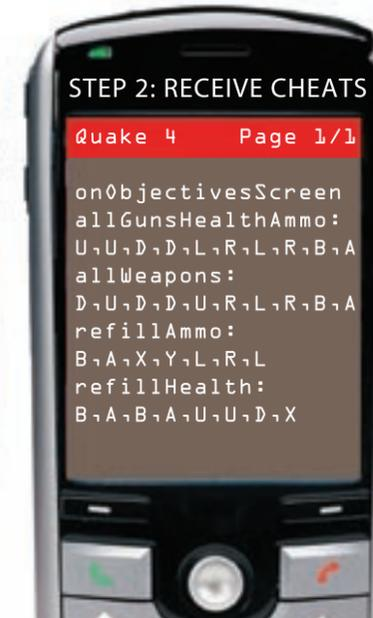 STEP 2: RECEIVE CHEATS
Quake 4 Page 1/1
onObjectivesScreen
allGunsHealthAmmo:
U,U,D,D,L,R,L,R,B,A
allWeapons:
D,U,D,D,U,R,L,R,B,A
refillAmmo:
B,A,X,Y,L,R,L
refillHealth:
B,A,B,A,U,U,D,X